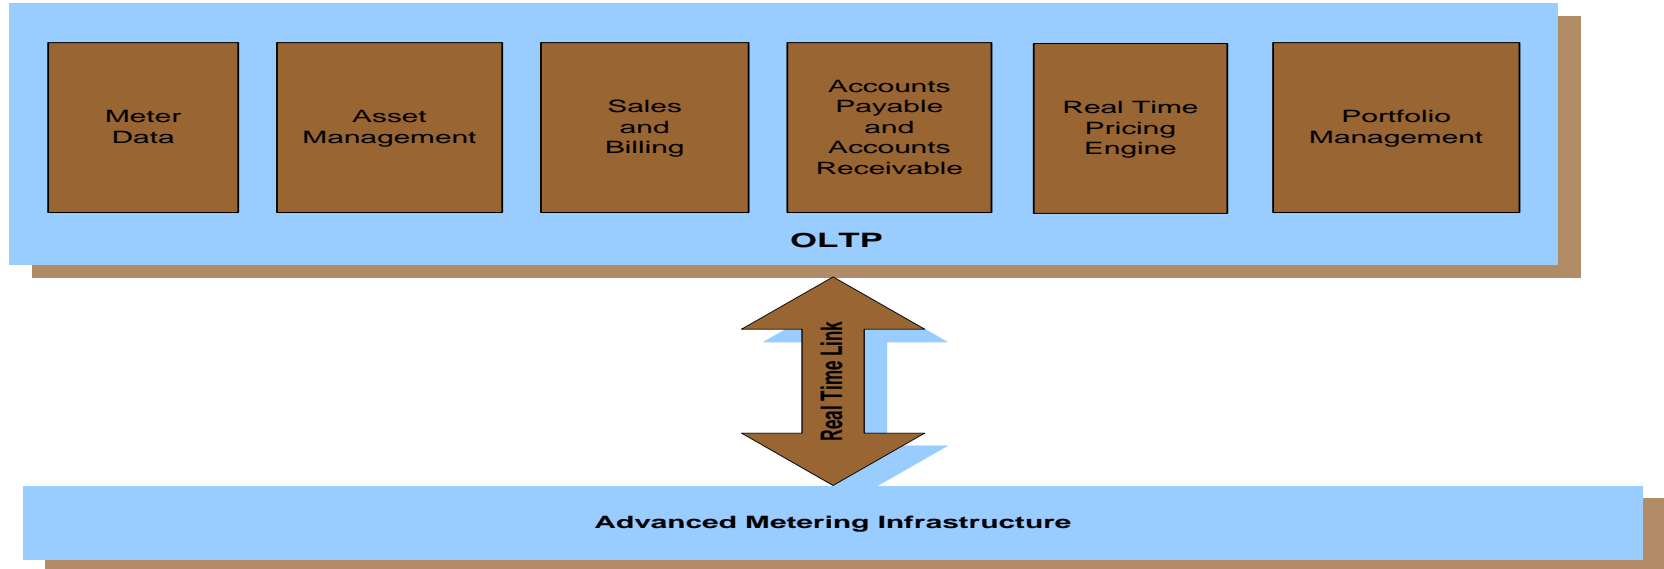 Meter
Data
Asset
Management
Sales
and
Billing
Accounts
Payable
and
Accounts
Receivable
Real Time
Pricing
Engine
Portfolio
Management
OLTP
Real Time Link
Advanced Metering Infrastructure